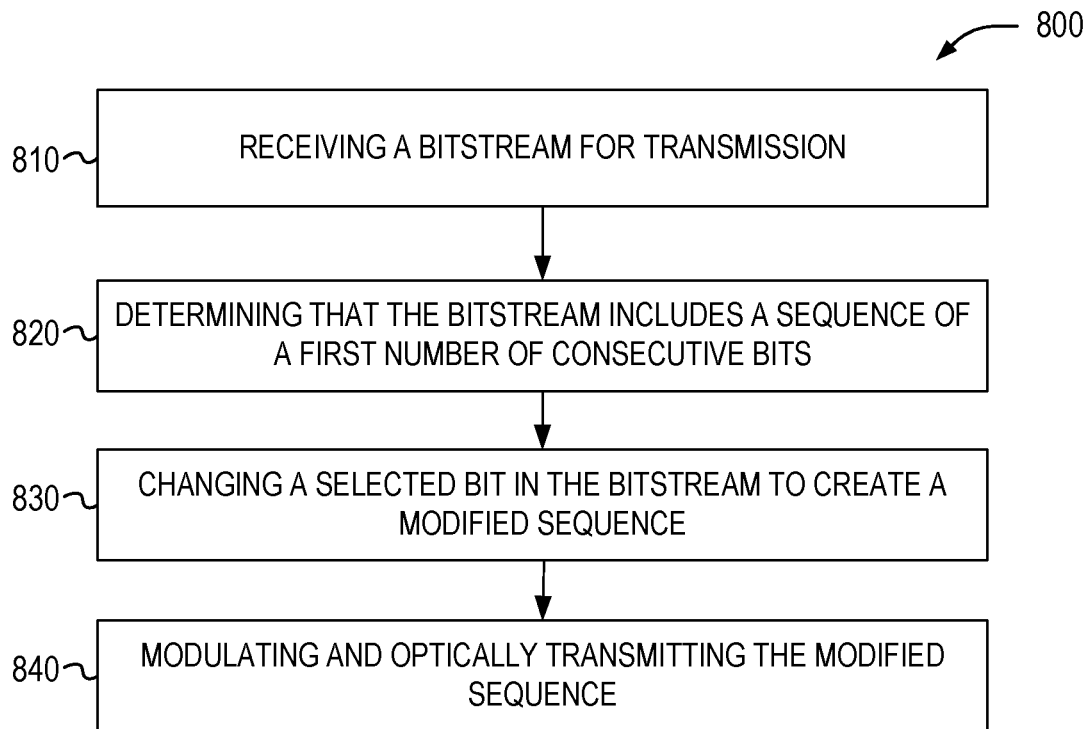 800
810
RECEIVING A BITSTREAM FOR TRANSMISSION
820
DETERMINING THAT THE BITSTREAM INCLUDES A SEQUENCE OF
A FIRST NUMBER OF CONSECUTIVE BITS
830
CHANGING A SELECTED BIT IN THE BITSTREAM TO CREATE A
MODIFIED SEQUENCE
840
MODULATING AND OPTICALLY TRANSMITTING THE MODIFIED
SEQUENCE